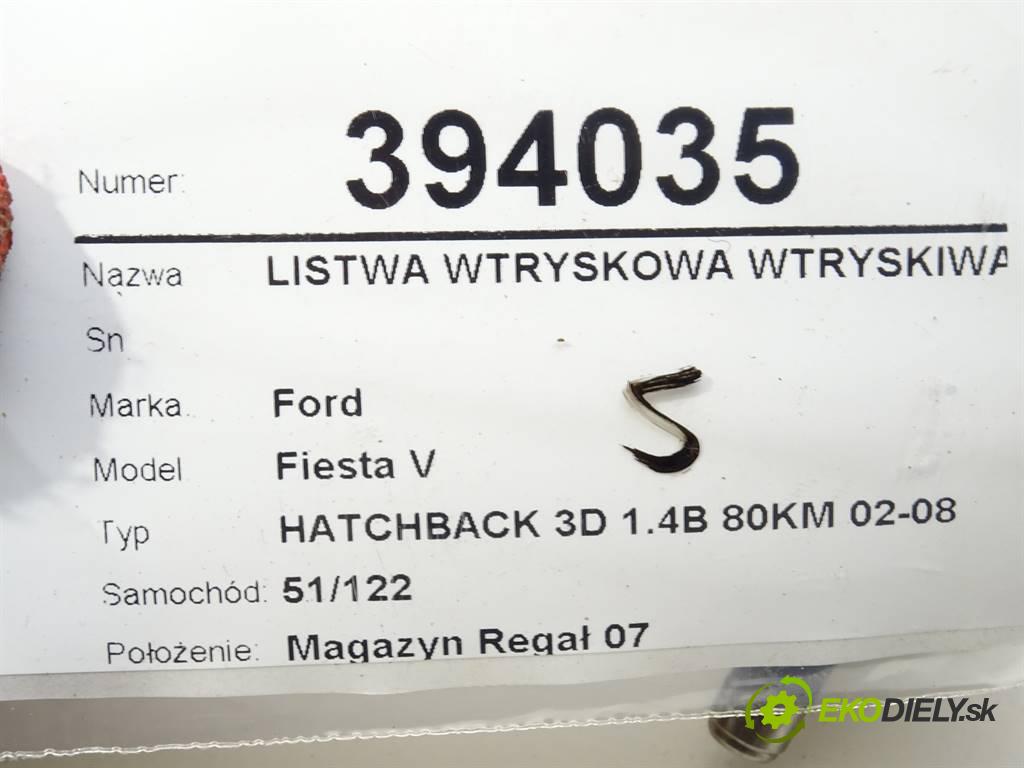 Numer: 394035
Nazwa LISTWA WTRYSKOWA WTRYSKIWA
Sn
5
Marka Ford
Model Fiesta V
Typ HATCHBACK 3D 1.4B 80KM 02-08
Samochód: 51/122
Położenie: Magazyn Regał 07
EKODIELY.sk